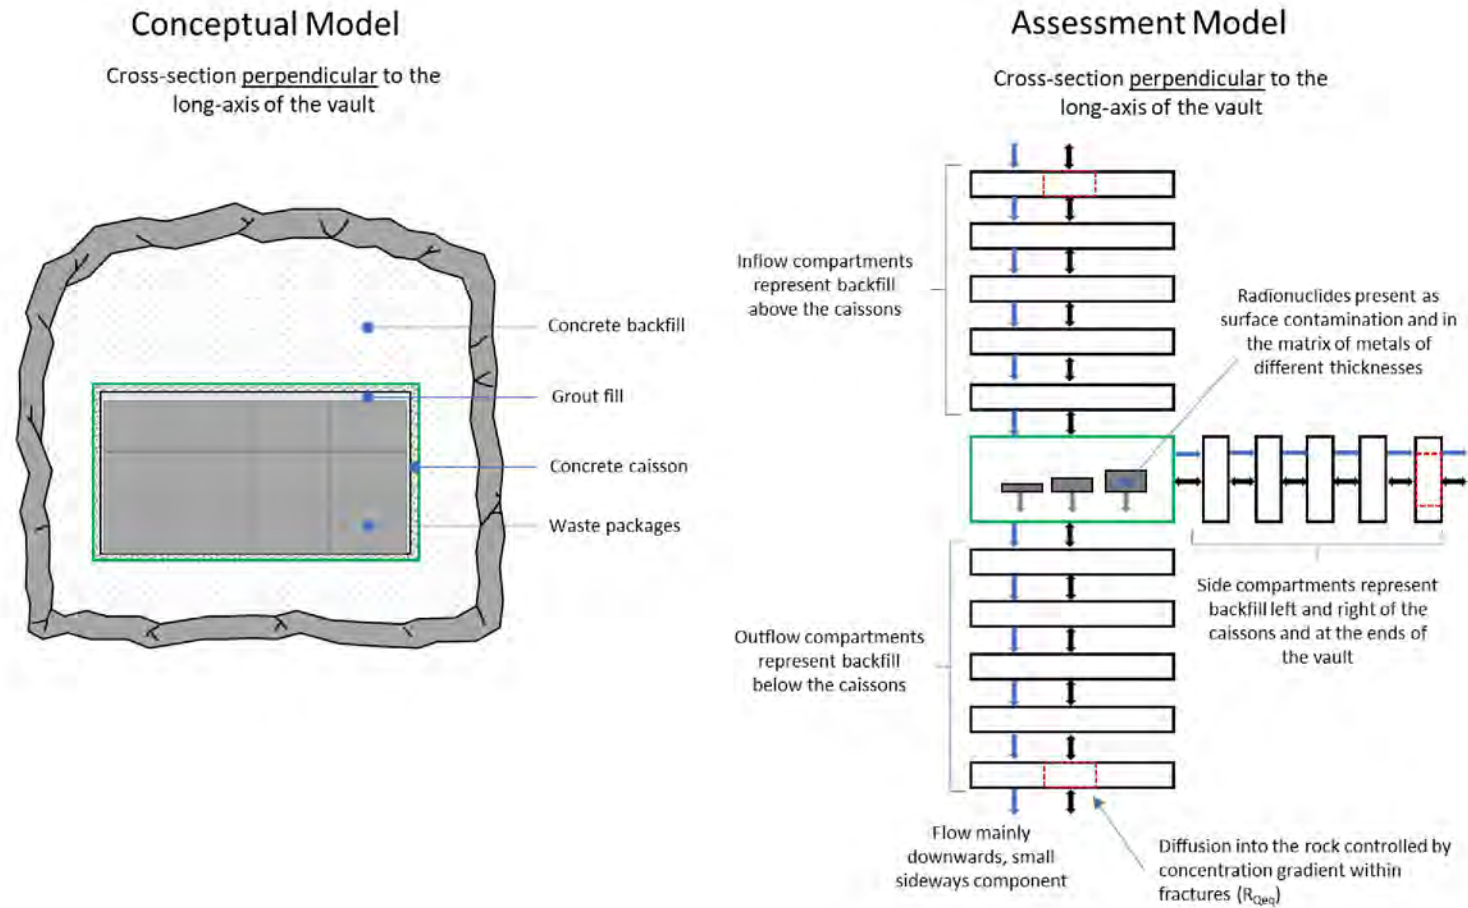 Conceptual Model
Cross-section perpendicular to the
long-axis of the vault
Concrete backfill
Grout fill
Concrete caisson
Waste packages
Assessment Model
Cross-section perpendicular to the
long-axis of the vault
Inflow compartments
represent backfill
above the caissons
Radionuclides present as
surface contamination and in
the matrix of metals of
different thicknesses
Side compartments represent
backfill left and right of the
caissons and at the ends of
the vault
Outflow compartments
represent backfill
below the caissons
Flow mainly
downwards, small
sideways component
Diffusion into the rock controlled by
concentration gradient within
fractures (RQeq)